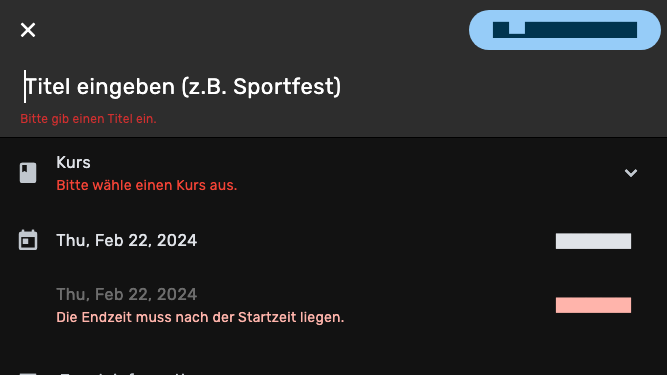 Titel eingeben (z.B. Sportfest)
Bitte gib einen Titel ein.
Kurs
Bitte wähle einen Kurs aus.
Thu, Feb 22, 2024
Thu, Feb 22, 2024
Die Endzeit muss nach der Startzeit liegen.